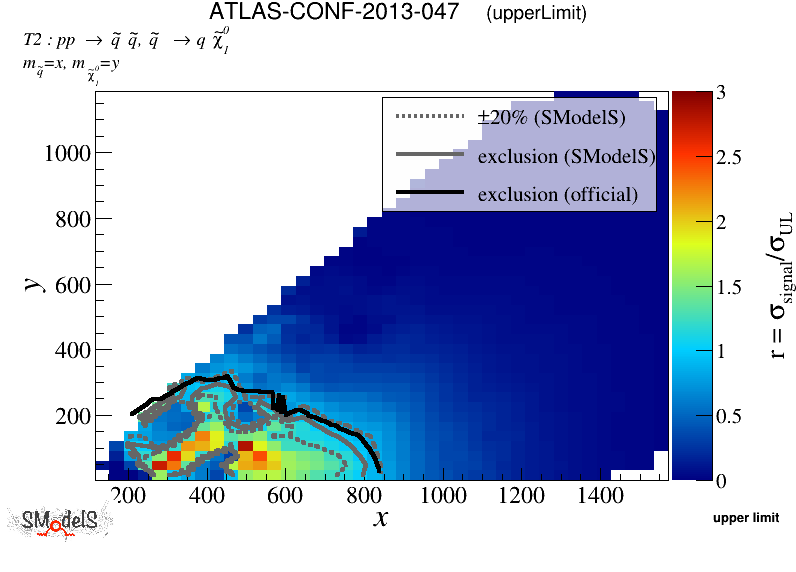 ATLAS-CONF-2013-047 (upperLimit)
T2 : pp → q̃ q̃, q̃ → q χ̃₁⁰
m_q̃=x, m_χ̃₁⁰=y
±20% (SModelS)
exclusion (SModelS)
exclusion (official)
1000
800
600
400
200
y
200 400 600 800 1000 1200 1400
x
3
2.5
2
1.5
1
0.5
0
r = σ_signal/σ_UL
SModelS
upper limit